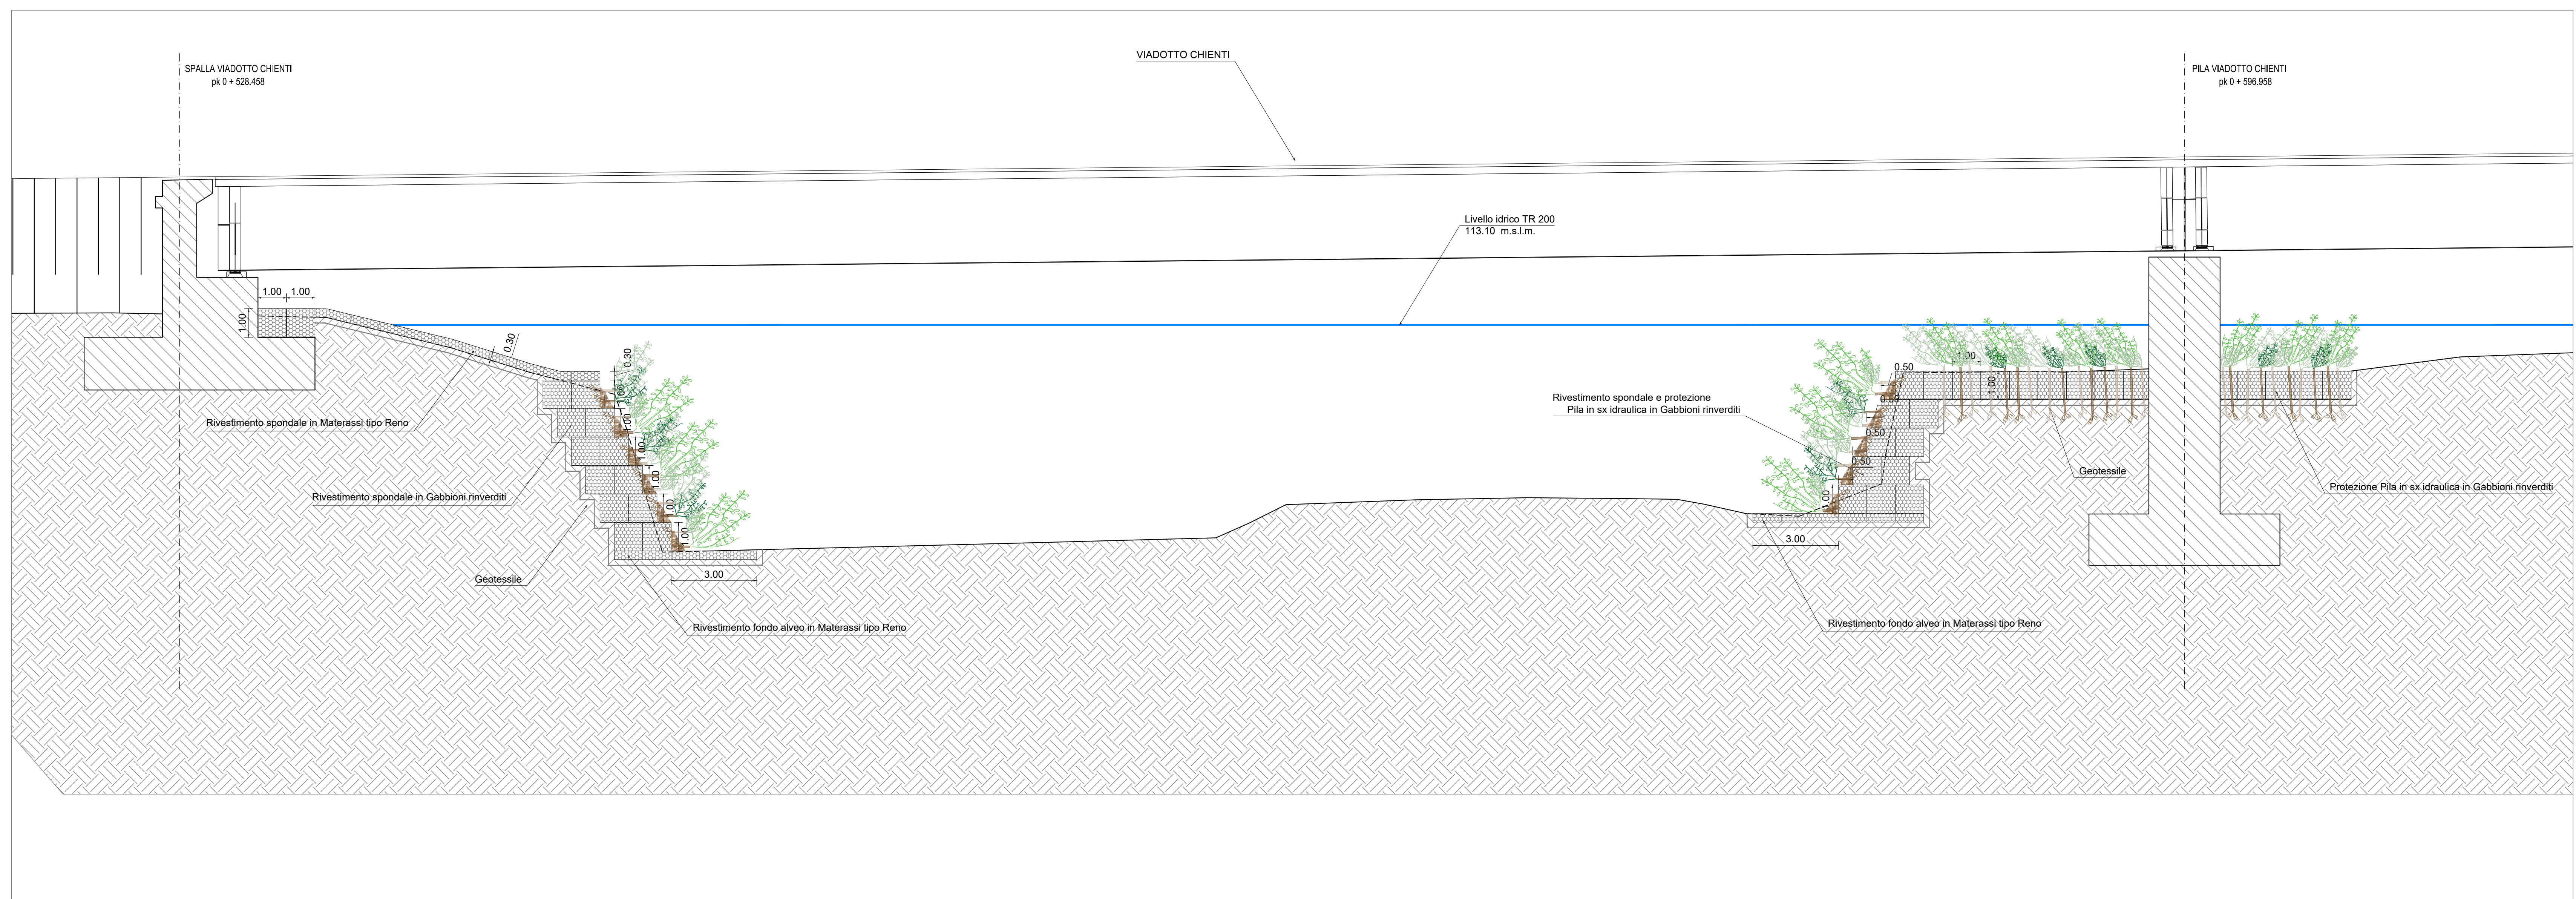 VIADOTTO CHIENTI
SPALLA VIADOTTO CHIENTI
pk 0 + 528.458
PILA VIADOTTO CHIENTI
pk 0 + 596.958
Livello idrico TR 200
113.10 m.s.l.m.
1.00
1.00
1.00
0.30
0.30
1.00
1.00
1.00
1.00
1.00
1.00
3.00
Rivestimento spondale in Materassi tipo Reno
Rivestimento spondale in Gabbioni rinverditi
Geotessile
Rivestimento fondo alveo in Materassi tipo Reno
Rivestimento spondale e protezione
Pila in sx idraulica in Gabbioni rinverditi
1.00
0.50
1.00
0.50
0.50
0.50
1.00
3.00
Geotessile
Protezione Pila in sx idraulica in Gabbioni rinverditi
Rivestimento fondo alveo in Materassi tipo Reno